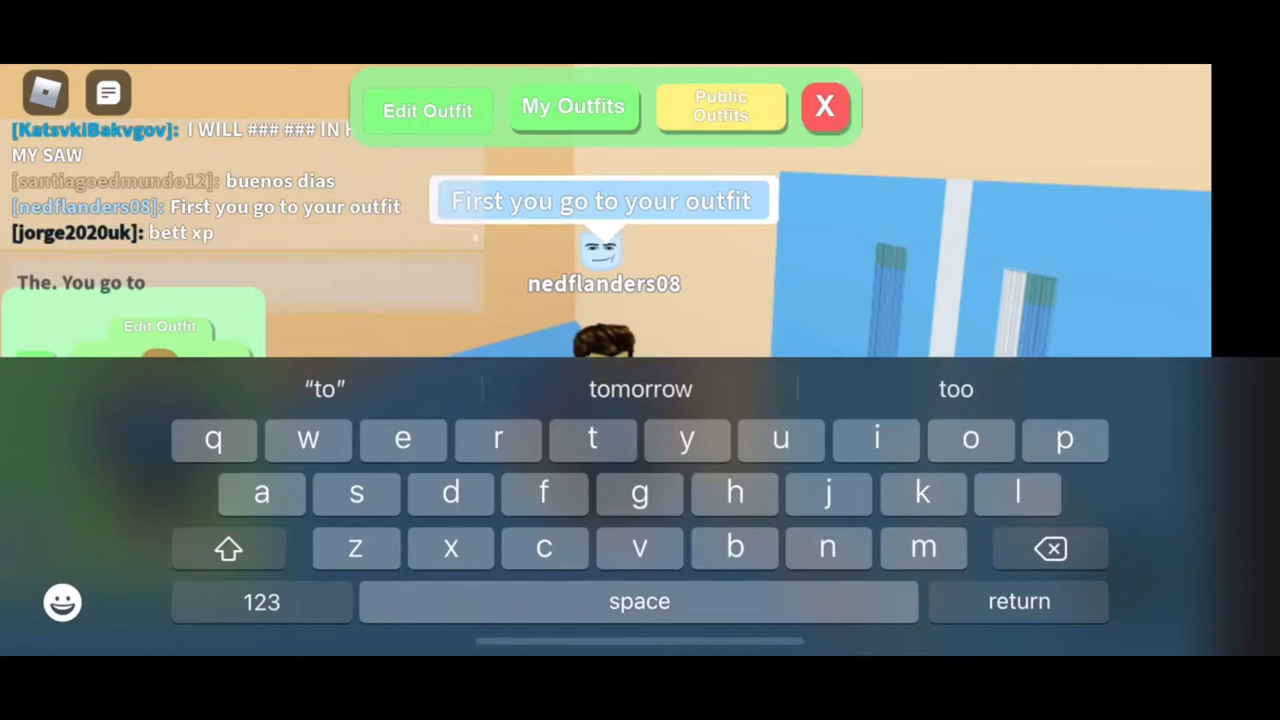 Edit Outfit
My Outfits
Public
Outfits
X
[KatsvkiBakvgov]: I WILL ### ### IN H
MY SAW
[santiagoedmundo12]: buenos dias
[nedflanders08]: First you go to your outfit
[jorge2020uk]: bett xp
First you go to your outfit
nedflanders08
The. You go to
Edit Outfit
“to”
tomorrow
too
q w e r t y u i o p
a s d f g h j k l
z x c v b n m
123
space
return